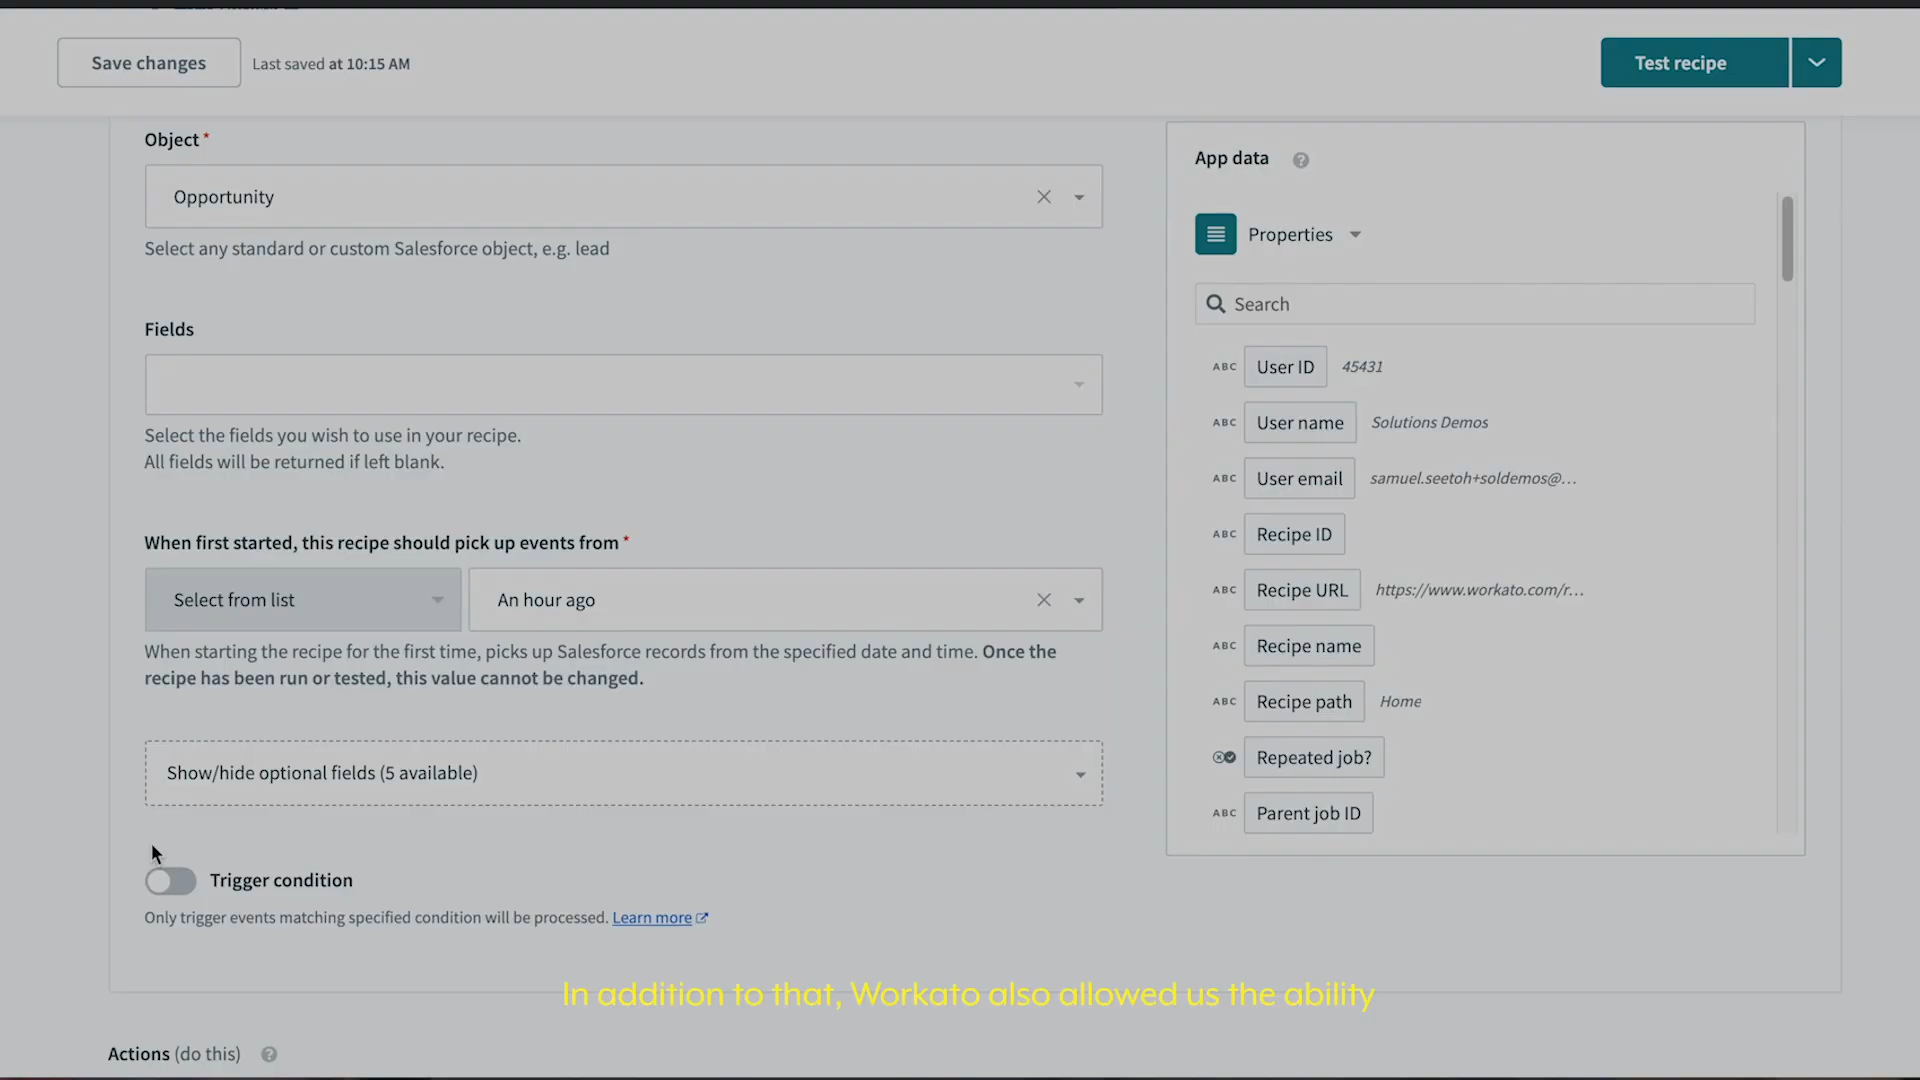 Save changes
Last saved at 10:15 AM
Test recipe
Object *
Opportunity
Select any standard or custom Salesforce object, e.g. lead
Fields
Select the fields you wish to use in your recipe.
All fields will be returned if left blank.
When first started, this recipe should pick up events from *
Select from list
An hour ago
When starting the recipe for the first time, picks up Salesforce records from the specified date and time. Once the
recipe has been run or tested, this value cannot be changed.
Show/hide optional fields (5 available)
Trigger condition
Only trigger events matching specified condition will be processed. Learn more
App data ?
Properties
Search
ABC User ID 45431
ABC User name Solutions Demos
ABC User email samuel.seetoh+soldemos@...
ABC Recipe ID
ABC Recipe URL https://www.workato.com/r...
ABC Recipe name
ABC Recipe path Home
Repeated job?
ABC Parent job ID
In addition to that, Workato also allowed us the ability
Actions (do this) ?